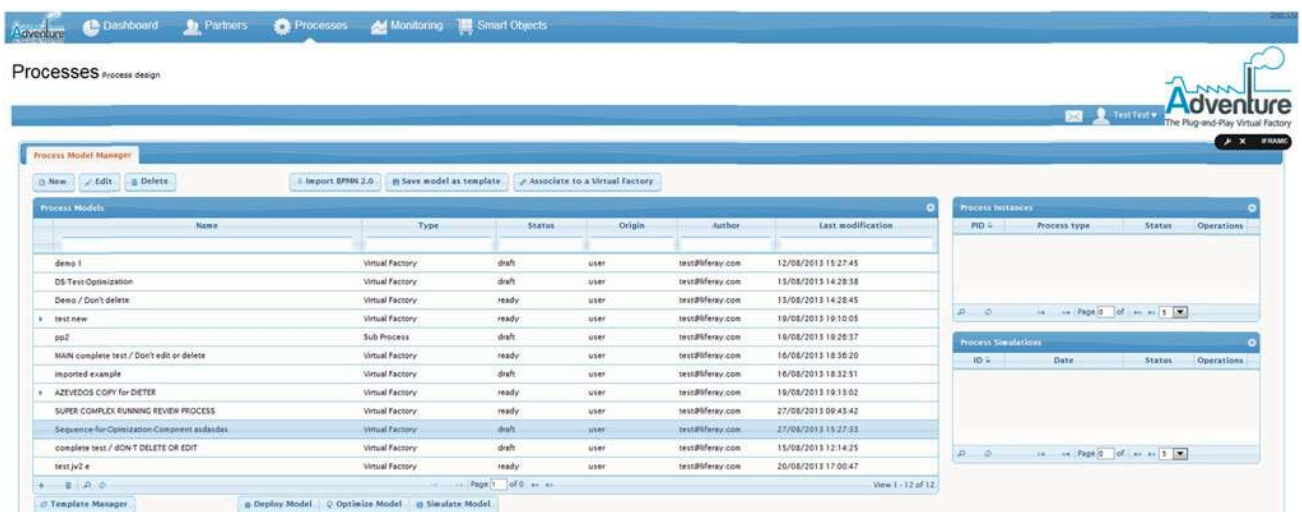 Adventure Dashboard Partners Processes Monitoring Smart Objects
Processes Process design
Adventure
The Plug-and-Play Virtual Factory
Test Test
IFRAME
Process Model Manager
New Edit Delete Import BPMN 2.0 Save model as template Associate to a Virtual Factory
Process Models
Name Type Status Origin Author Last modification
demo 1 Virtual Factory draft user test@liferay.com 12/08/2013 15:27:45
DS-Test-Optimization Virtual Factory draft user test@liferay.com 13/08/2013 14:28:38
Demo / Don't delete Virtual Factory ready user test@liferay.com 13/08/2013 14:28:45
test new Virtual Factory ready user test@liferay.com 19/08/2013 19:10:05
pp2 Sub Process draft user test@liferay.com 19/08/2013 19:26:37
MAIN complete test / Don't edit or delete Virtual Factory ready user test@liferay.com 16/08/2013 18:36:20
imported example Virtual Factory draft user test@liferay.com 16/08/2013 18:32:51
AZEVEDOS COPY for DIETER Virtual Factory ready user test@liferay.com 19/08/2013 19:13:02
SUPER COMPLEX RUNNING REVIEW PROCESS Virtual Factory ready user test@liferay.com 27/08/2013 09:43:42
Sequence-for-Opimization-Compnent asdasdas Virtual Factory draft user test@liferay.com 27/08/2013 15:27:33
complete test / dON-T DELETE OR EDIT Virtual Factory draft user test@liferay.com 15/08/2013 12:14:25
test jv2 e Virtual Factory ready user test@liferay.com 20/08/2013 17:00:47
Page 1 of 0 View 1 - 12 of 12
Template Manager Deploy Model Optimize Model Simulate Model
Process Instances
PID Process type Status Operations
Page 0 of 5
Process Simulations
ID Date Status Operations
Page 0 of 5